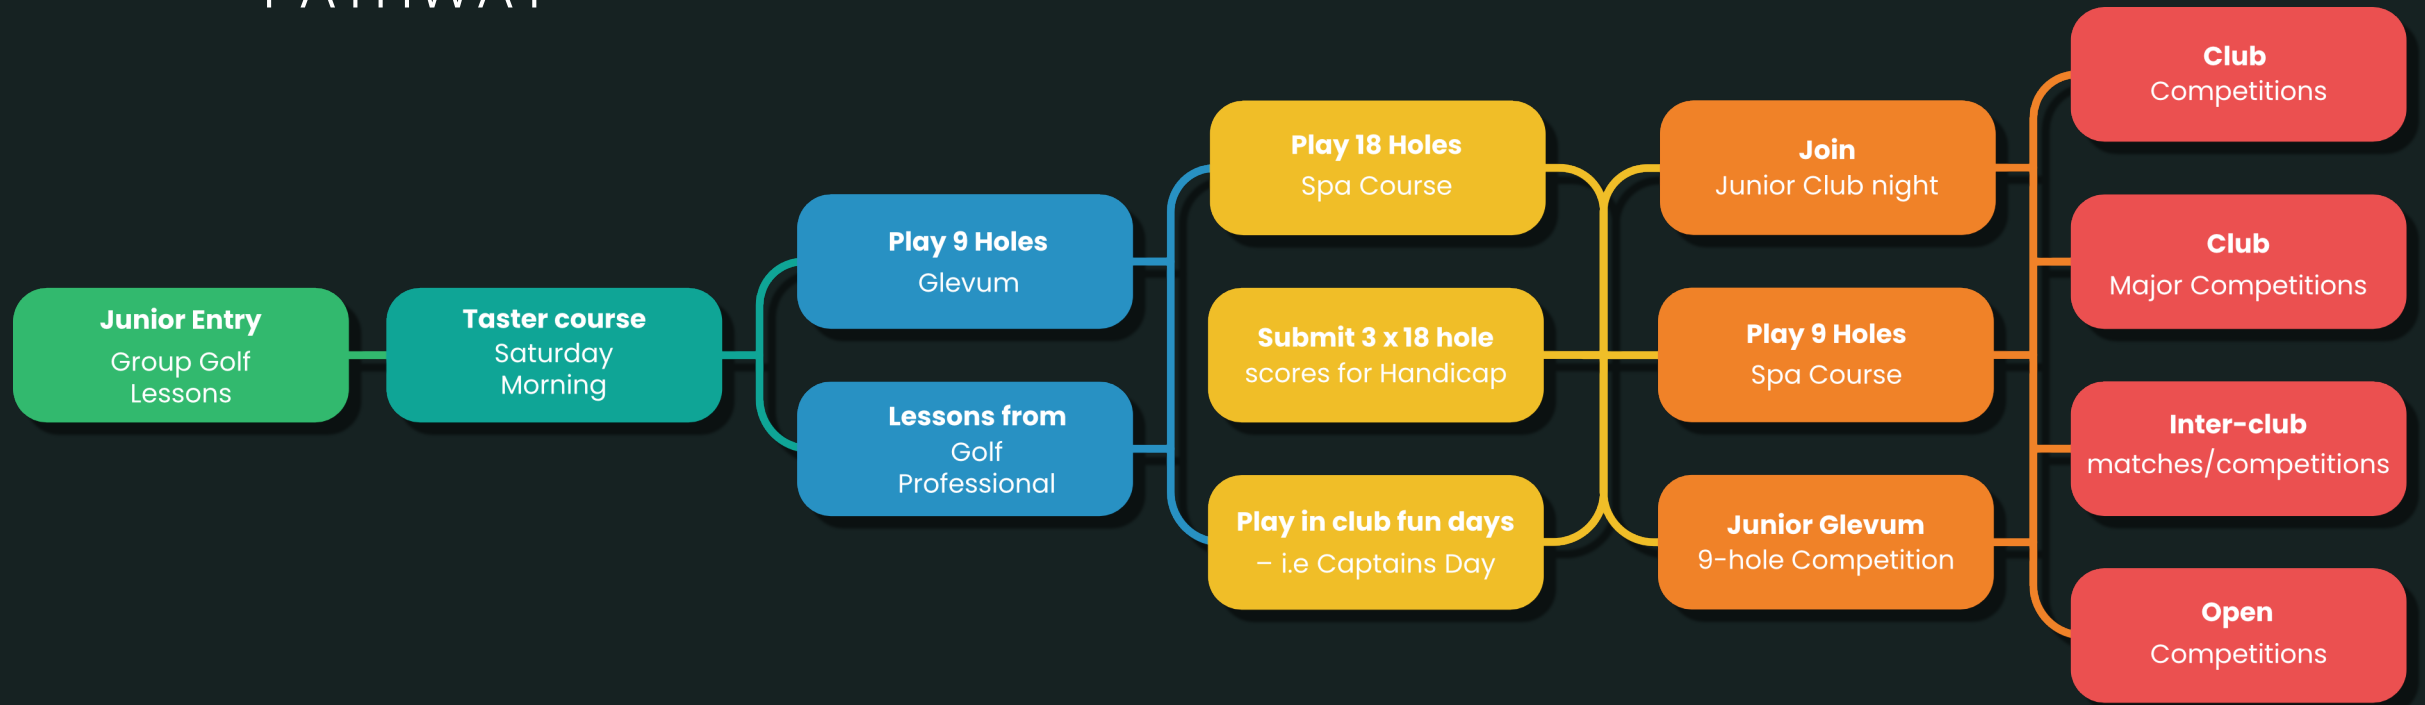 PATHWAY
Junior Entry
Group Golf
Lessons
Taster course
Saturday
Morning
Play 9 Holes
Glevum
Lessons from
Golf
Professional
Play 18 Holes
Spa Course
Submit 3 x 18 hole
scores for Handicap
Play in club fun days
– i.e Captains Day
Join
Junior Club night
Play 9 Holes
Spa Course
Junior Glevum
9-hole Competition
Club
Competitions
Club
Major Competitions
Inter-club
matches/competitions
Open
Competitions